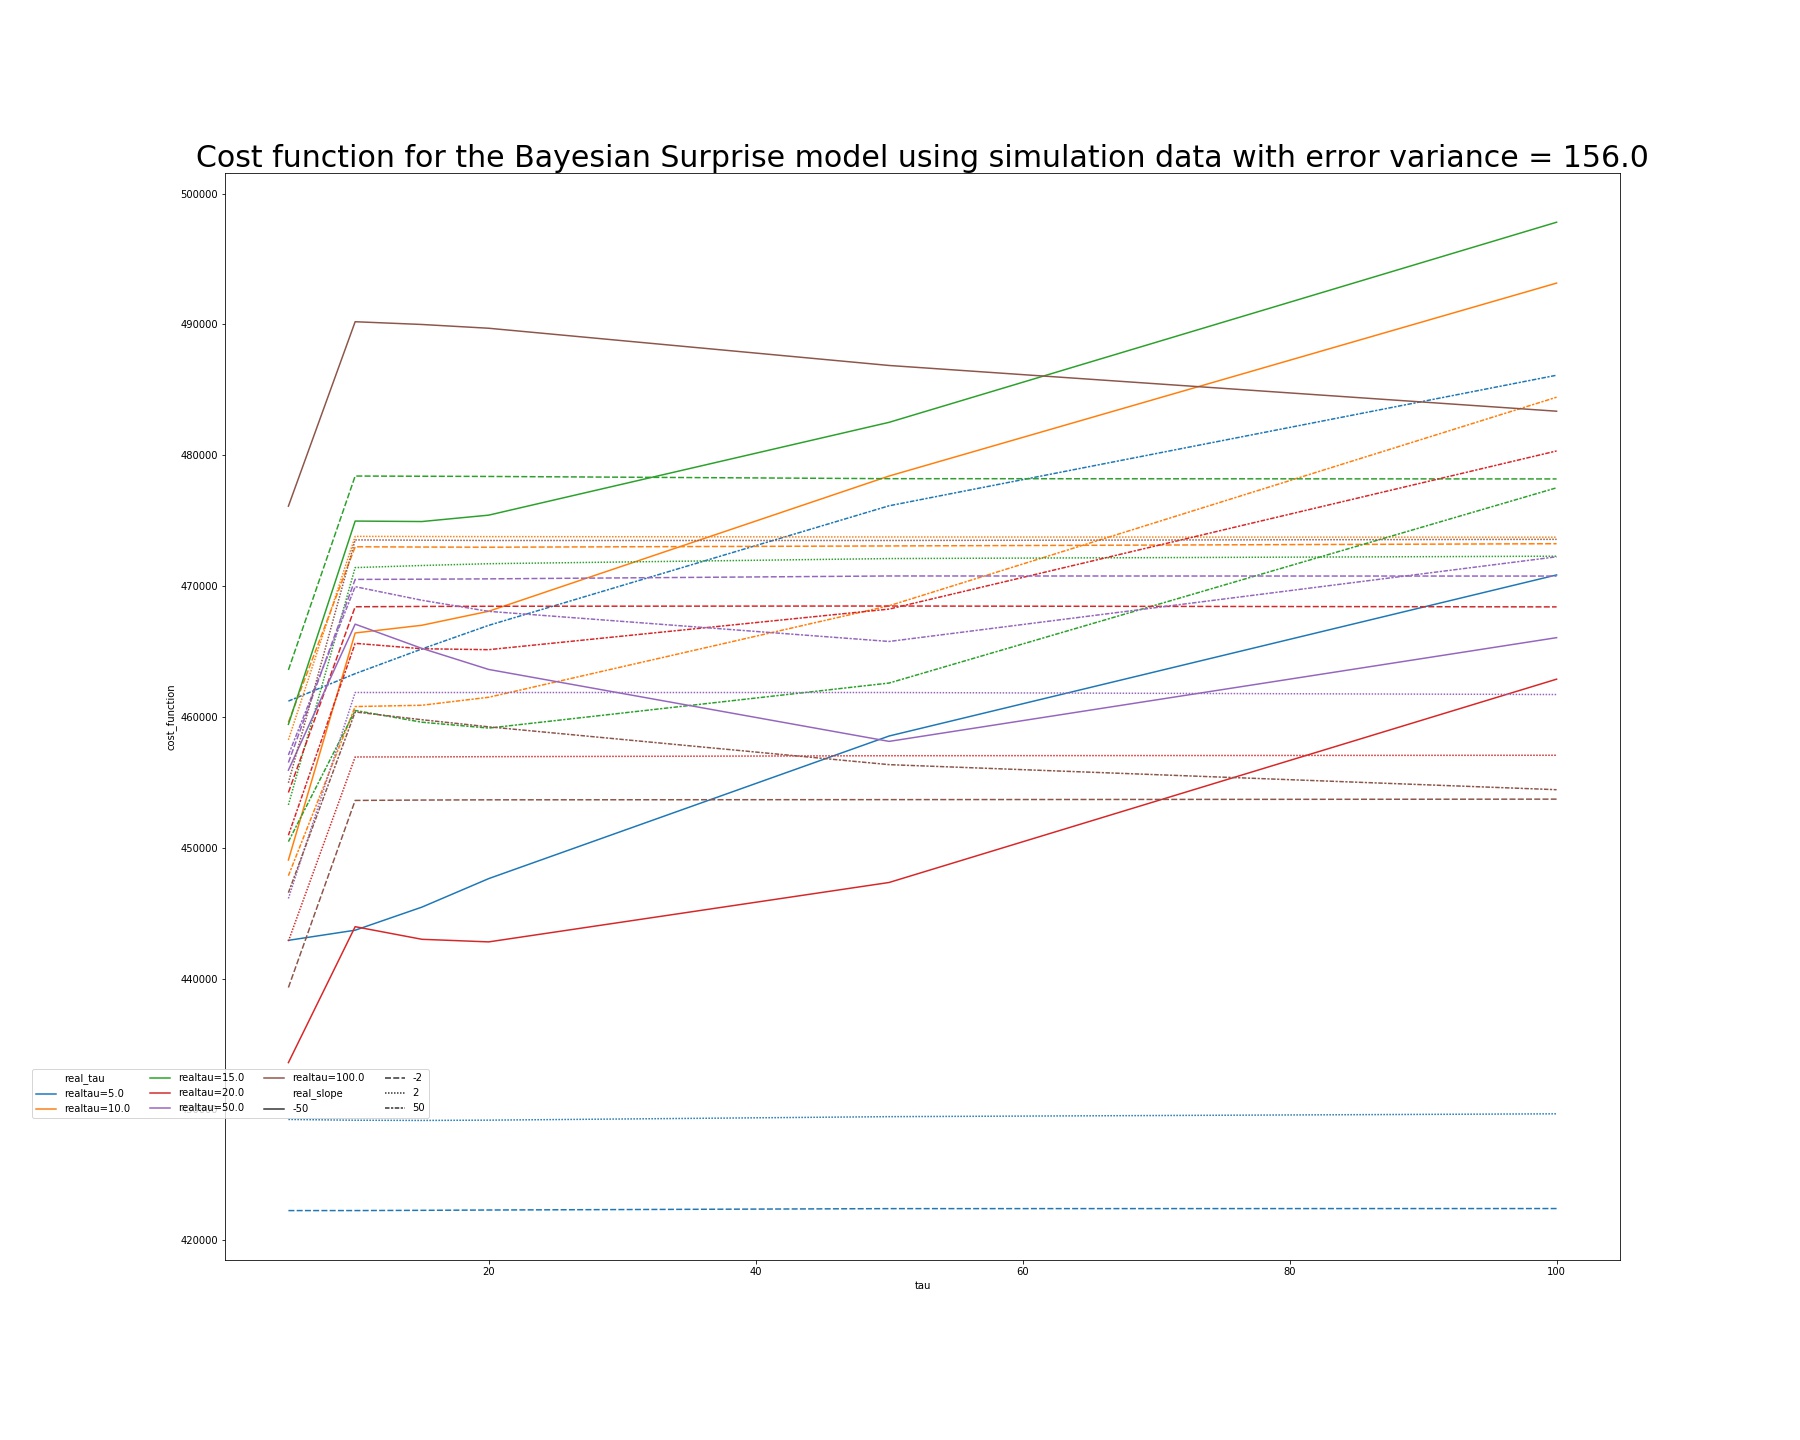 Cost function for the Bayesian Surprise model using simulation data with error variance = 156.0
500000
490000
480000
470000
460000
450000
440000
420000
cost_function
real_tau
realtau=5.0
realtau=10.0
realtau=15.0
realtau=20.0
realtau=50.0
realtau=100.0
real_slope
-50
-2
2
50
20
40
60
80
100
tau